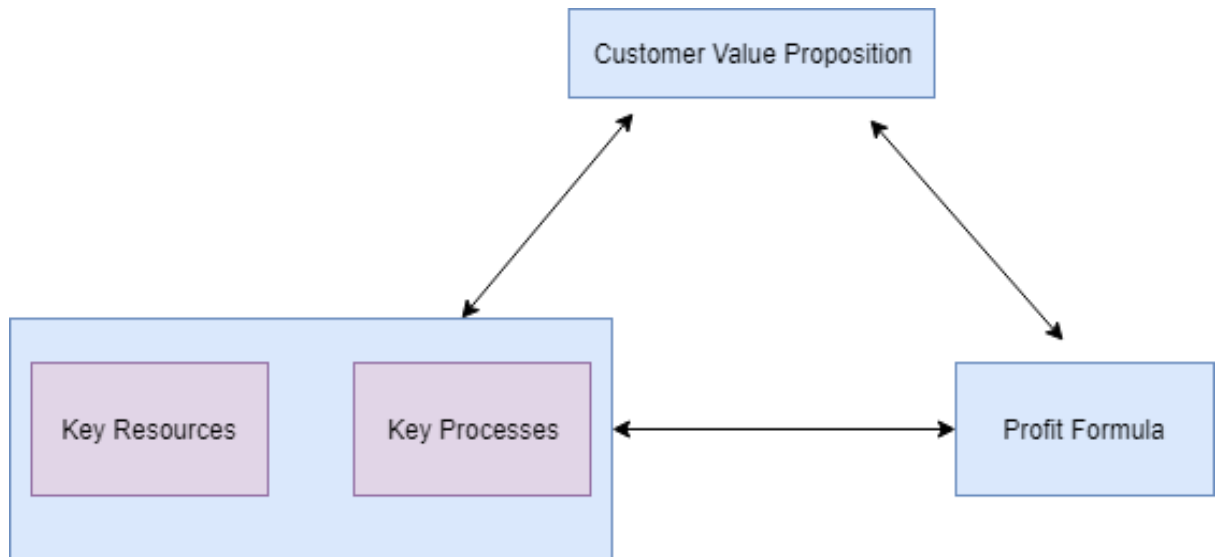 Customer Value Proposition
Key Resources
Key Processes
Profit Formula